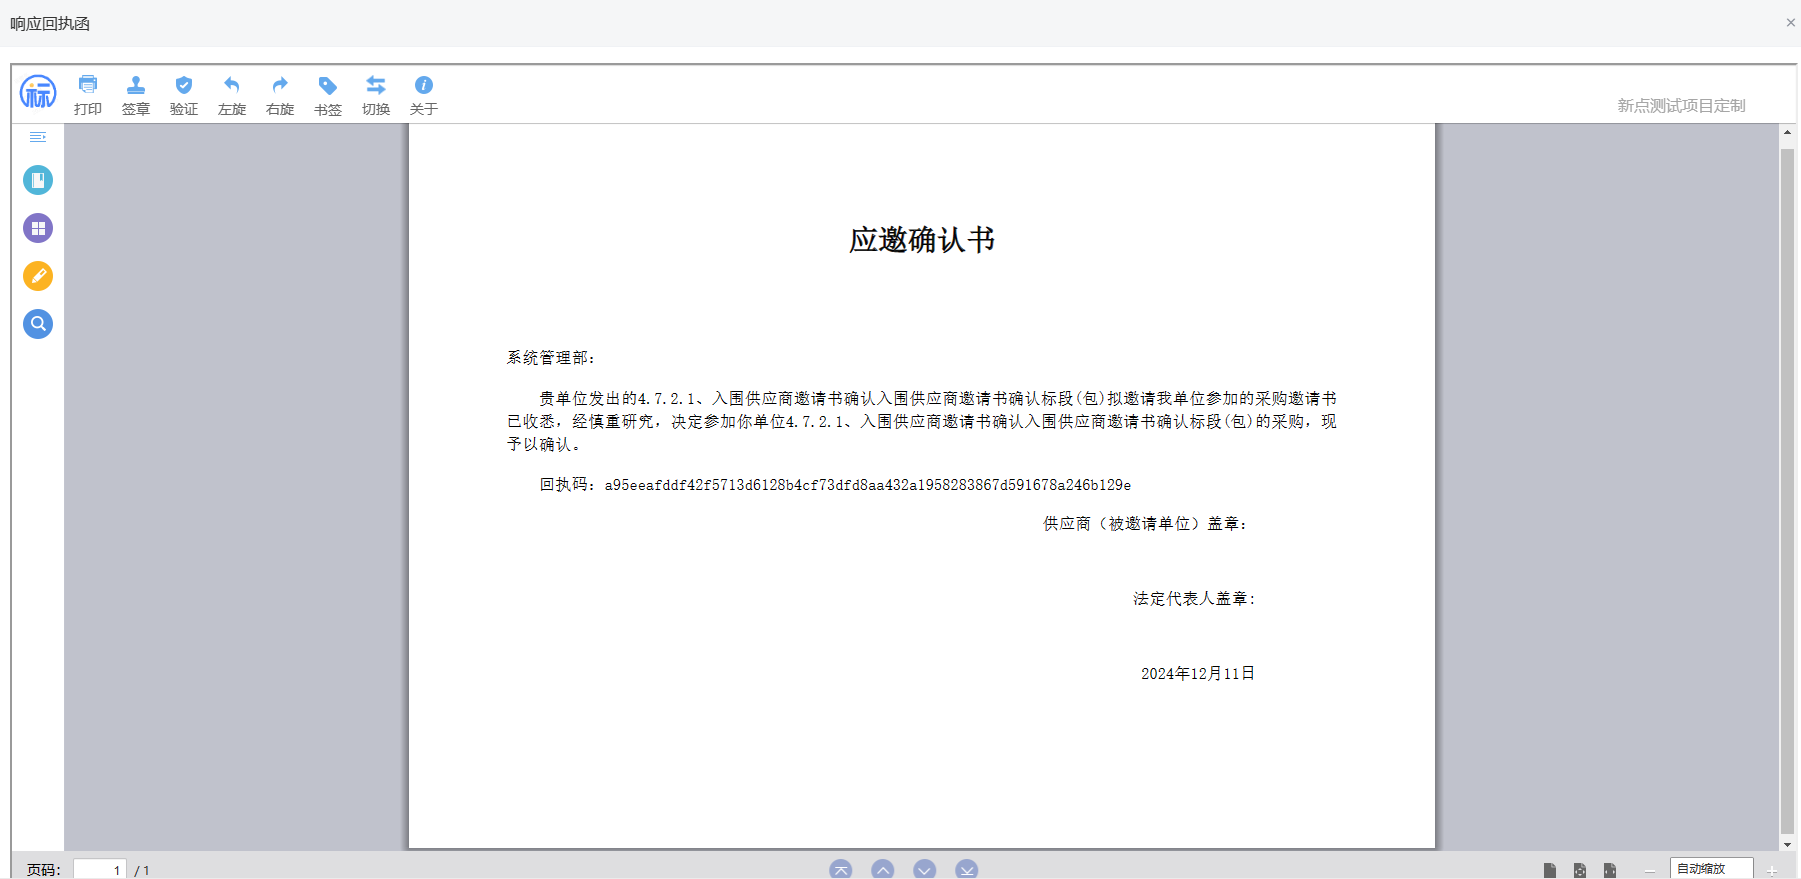 响应回执函
×
标
打印 签章 验证 左旋 右旋 书签 切换 关于
新点测试项目定制
应邀确认书
系统管理部:
贵单位发出的4.7.2.1、入围供应商邀请书确认入围供应商邀请书确认标段(包)拟邀请我单位参加的采购邀请书
已收悉，经慎重研究，决定参加你单位4.7.2.1、入围供应商邀请书确认入围供应商邀请书确认标段(包)的采购，现
予以确认。
回执码：a95eeafddf42f5713d6128b4cf73dfd8aa432a1958283867d591678a246b129e
供应商（被邀请单位）盖章:
法定代表人盖章:
2024年12月11日
页码: 1 / 1
自动缩放